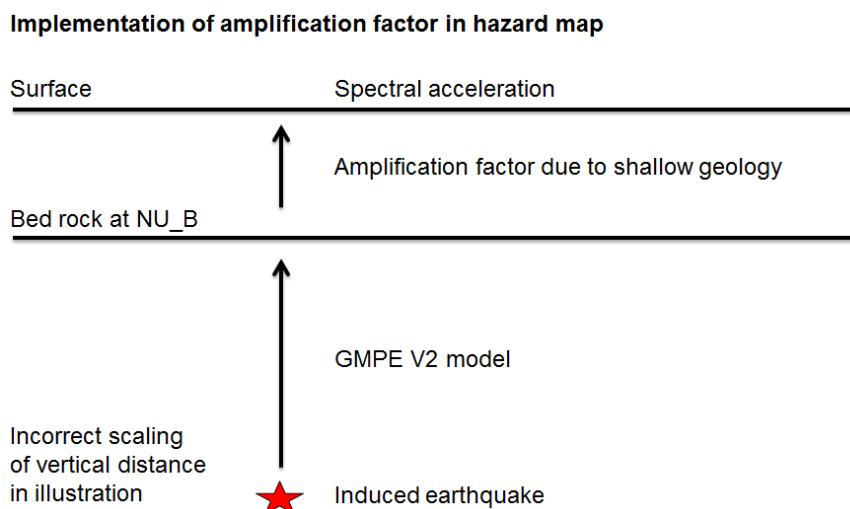 Implementation of amplification factor in hazard map
Surface
Spectral acceleration
Amplification factor due to shallow geology
Bed rock at NU_B
GMPE V2 model
Incorrect scaling
of vertical distance
in illustration
Induced earthquake